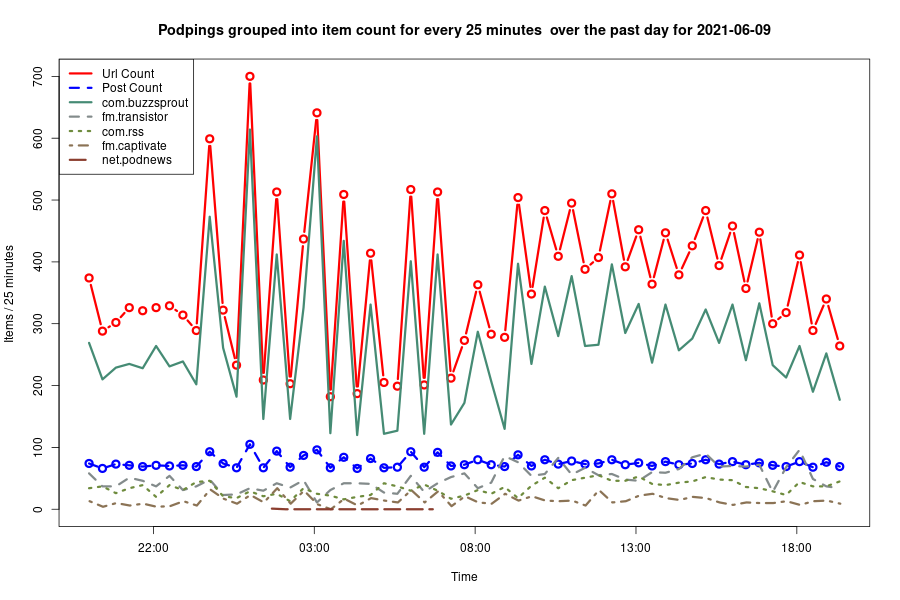 Podpings grouped into item count for every 25 minutes  over the past day for 2021-06-09
Url Count
Post Count
com.buzzsprout
fm.transistor
com.rss
fm.captivate
net.podnews
700
600
500
400
300
200
100
0
Items / 25 minutes
22:00
03:00
08:00
13:00
18:00
Time